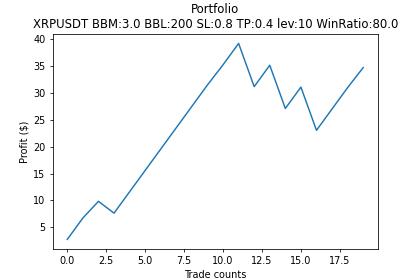 Portfolio
XRPUSDT BBM:3.0 BBL:200 SL:0.8 TP:0.4 lev:10 WinRatio:80.0
40
35
30
25
20
15
10
5
Profit ($)
0.0 2.5 5.0 7.5 10.0 12.5 15.0 17.5
Trade counts